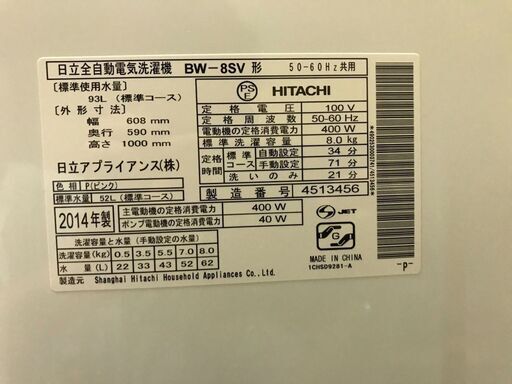 日立全自動電気洗濯機 BW-8SV 形 50-60Hz共用
[標準使用水量]
93L (標準コース)
[外形寸法]
幅 608 mm
奥行 590 mm
高さ 1000 mm
日立アプライアンス(株)
色相 P(ピンク)
標準水量 52L (標準コース)
PS E HITACHI
定格電圧 100 V
定格周波数 50-60 Hz
電動機の定格消費電力 400 W
標準洗濯容量 8.0 kg
定格時間 標準コース 自動設定 34 分
手動設定 71 分
洗いのみ 21 分
製造番号 4513456
2014年製
主電動機の定格消費電力 400 W
ポンプ電動機の定格消費電力 40 W
洗濯容量と水量 (手動設定の水量)
洗濯容量(kg) 0.5 3.5 5.5 7.0 8.0
水量 (L) 22 33 43 52 62
製造元 Shanghai Hitachi Household Appliances Co.,Ltd.
JET
S
MADE IN CHINA
1CHSD9281-A
-P-